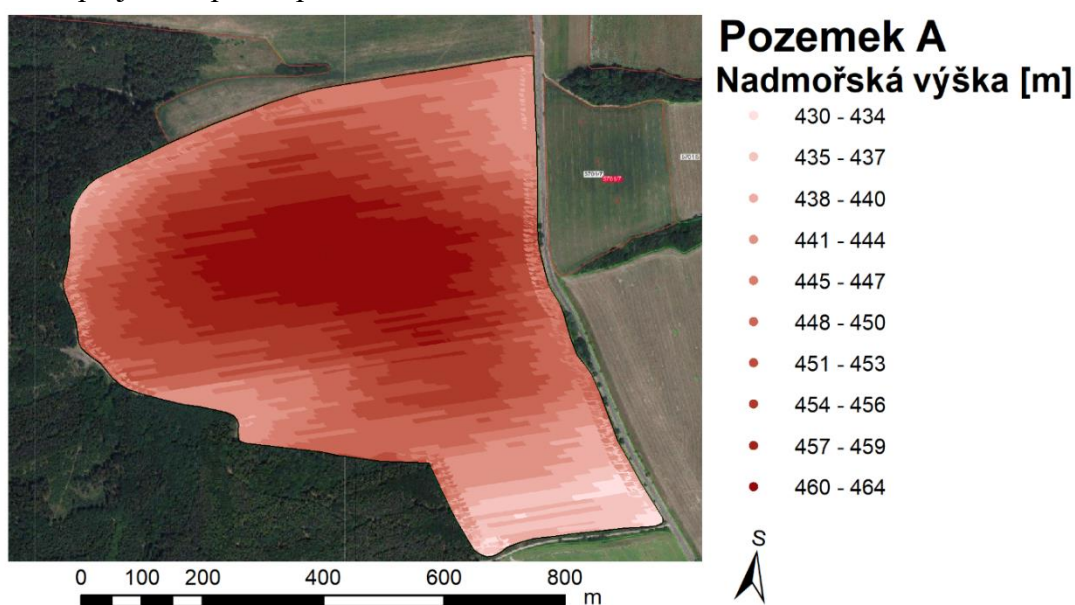 Pozemek A
Nadmořská výška [m]
430 - 434
435 - 437
438 - 440
441 - 444
445 - 447
448 - 450
451 - 453
454 - 456
457 - 459
460 - 464
S
0 100 200 400 600 800
m